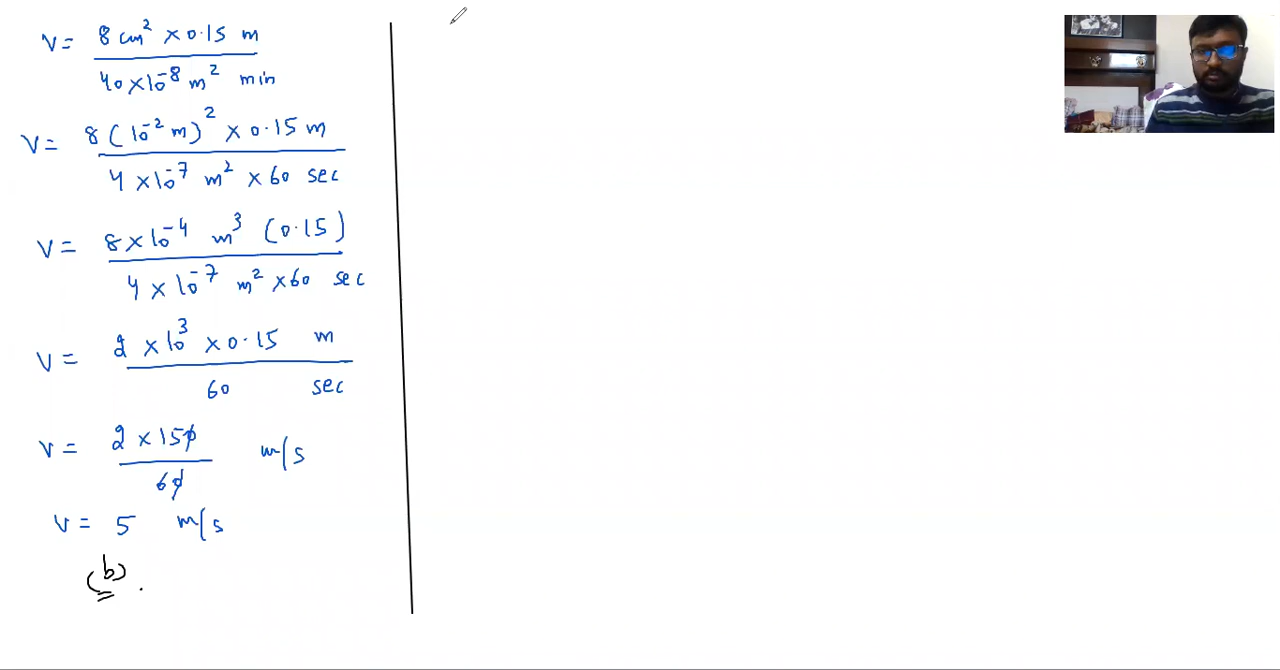 V = 8 cm² × 0.15 m / 40 × 10⁻⁸ m² min
V = 8 (10⁻² m)² × 0.15 m / 4 × 10⁻⁷ m² × 60 sec
V = 8 × 10⁻⁴ m³ (0.15) / 4 × 10⁻⁷ m² × 60 sec
V = 2 × 10³ × 0.15 m / 60 sec
V = 2 × 150 / 60 m/s
V = 5 m/s
(b).